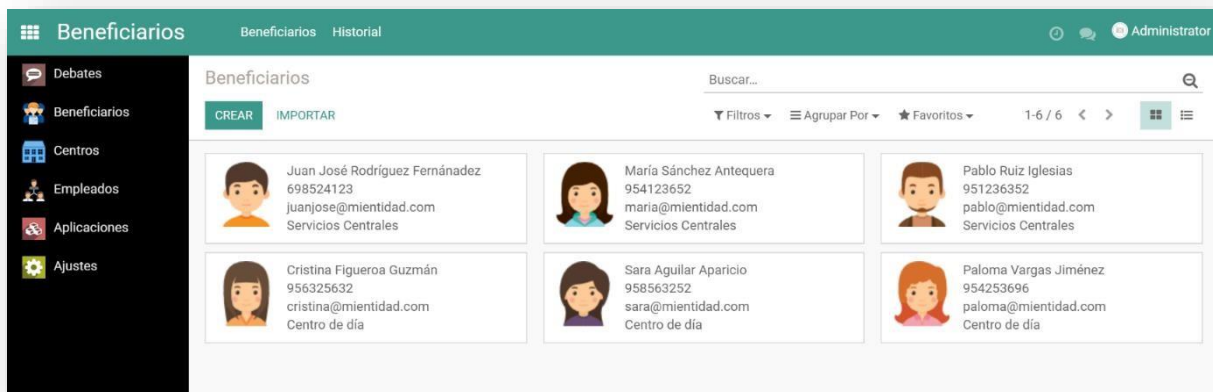 Beneficiarios
Beneficiarios Historial
Administrator
Debates
Beneficiarios
Centros
Empleados
Aplicaciones
Ajustes
Beneficiarios
Buscar...
CREAR IMPORTAR
Filtros Agrupar Por Favoritos 1-6 / 6
Juan José Rodríguez Fernánadez
698524123
juanjose@mientidad.com
Servicios Centrales
María Sánchez Antequera
954123652
maria@mientidad.com
Servicios Centrales
Pablo Ruiz Iglesias
951236352
pablo@mientidad.com
Servicios Centrales
Cristina Figueroa Guzmán
956325632
cristina@mientidad.com
Centro de día
Sara Aguilar Aparicio
958563252
sara@mientidad.com
Centro de día
Paloma Vargas Jiménez
954253696
paloma@mientidad.com
Centro de día